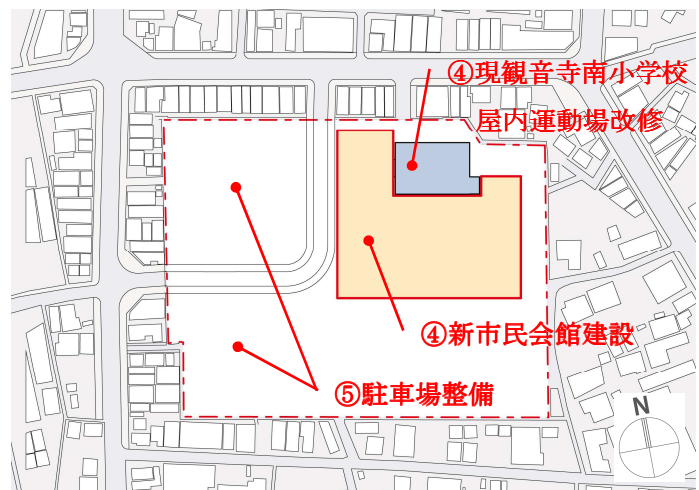 ④現観音寺南小学校
屋内運動場改修
④新市民会館建設
⑤駐車場整備
N